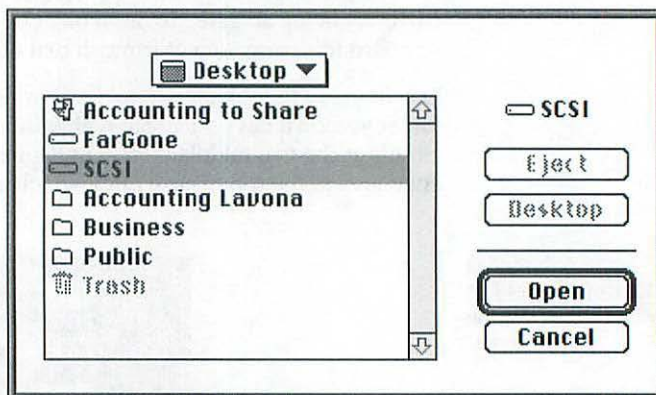 Desktop
Accounting to Share
FarGone
SCSI
Accounting Lavona
Business
Public
Trash
SCSI
Eject
Desktop
Open
Cancel